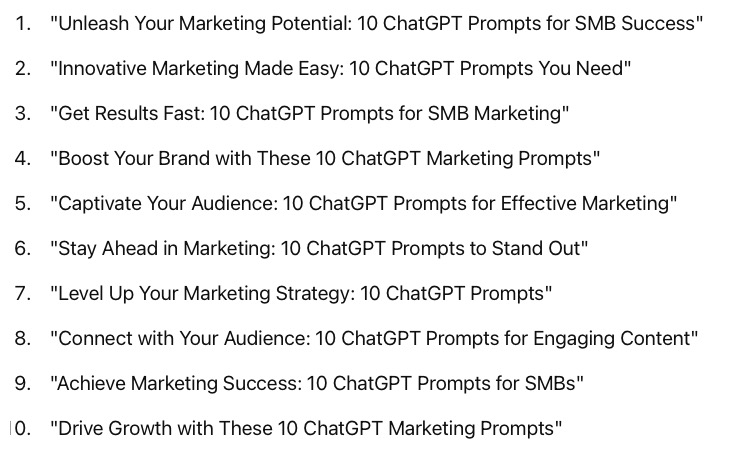 1. "Unleash Your Marketing Potential: 10 ChatGPT Prompts for SMB Success"
2. "Innovative Marketing Made Easy: 10 ChatGPT Prompts You Need"
3. "Get Results Fast: 10 ChatGPT Prompts for SMB Marketing"
4. "Boost Your Brand with These 10 ChatGPT Marketing Prompts"
5. "Captivate Your Audience: 10 ChatGPT Prompts for Effective Marketing"
6. "Stay Ahead in Marketing: 10 ChatGPT Prompts to Stand Out"
7. "Level Up Your Marketing Strategy: 10 ChatGPT Prompts"
8. "Connect with Your Audience: 10 ChatGPT Prompts for Engaging Content"
9. "Achieve Marketing Success: 10 ChatGPT Prompts for SMBs"
10. "Drive Growth with These 10 ChatGPT Marketing Prompts"